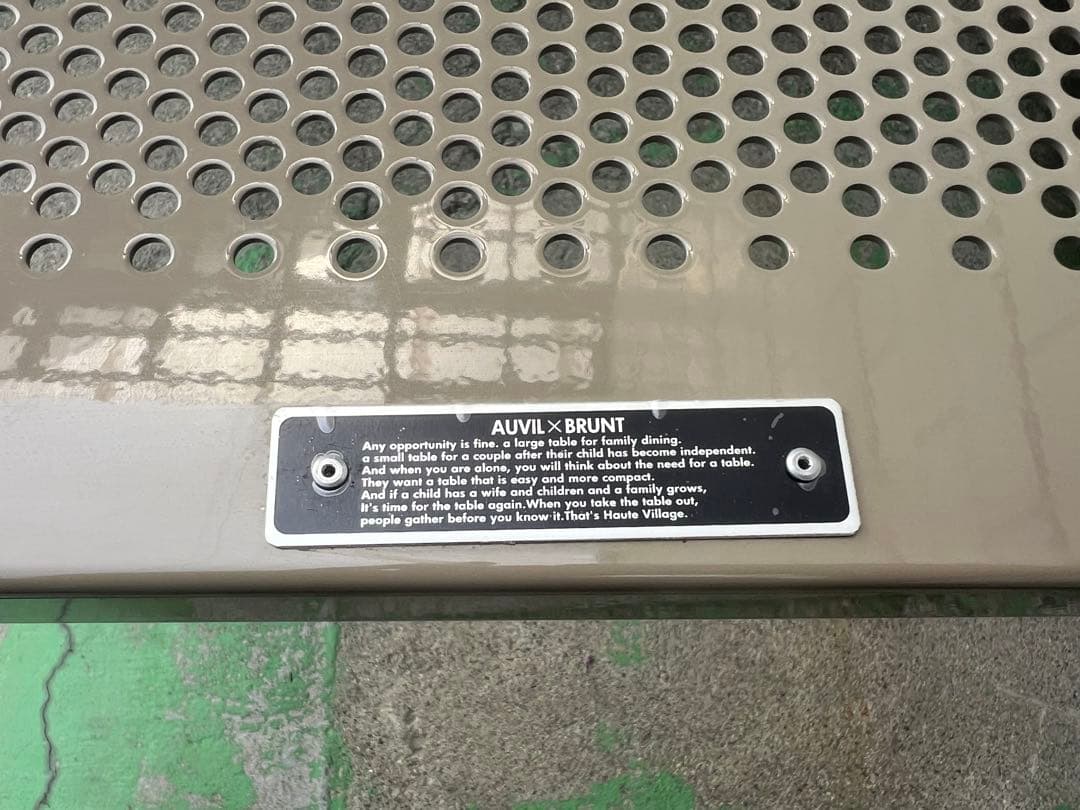 AUVIL×BRUNT
Any opportunity is fine. a large table for family dining.
a small table for a couple after their child has become independent.
And when you are alone, you will think about the need for a table.
They want a table that is easy and more compact.
And if a child has a wife and children and a family grows,
It's time for the table again.When you take the table out,
people gather before you know it.That's Haute Village.